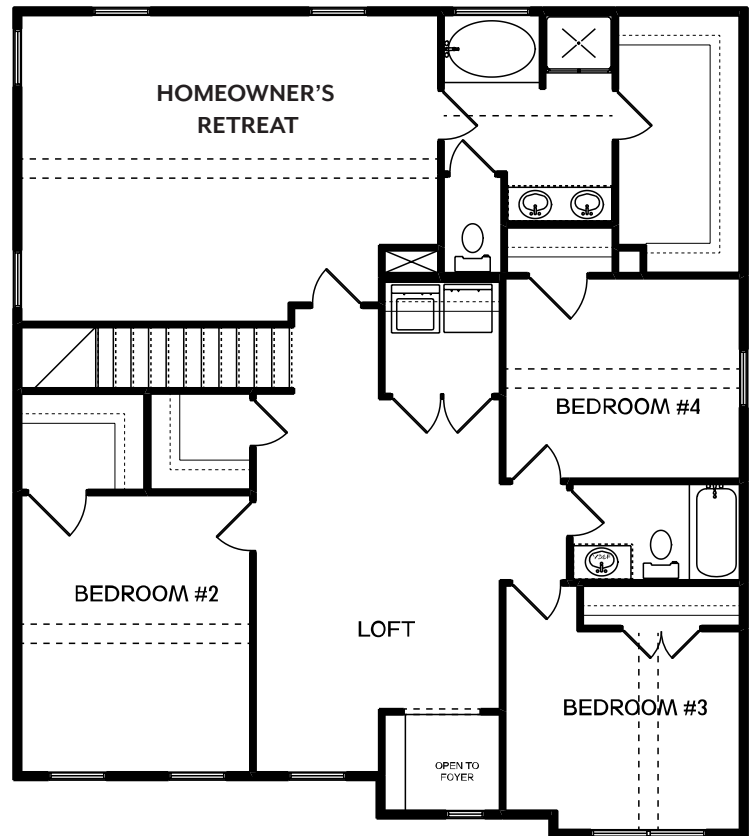 HOMEOWNER'S
RETREAT
BEDROOM #4
BEDROOM #2
LOFT
BEDROOM #3
OPEN TO
FOYER